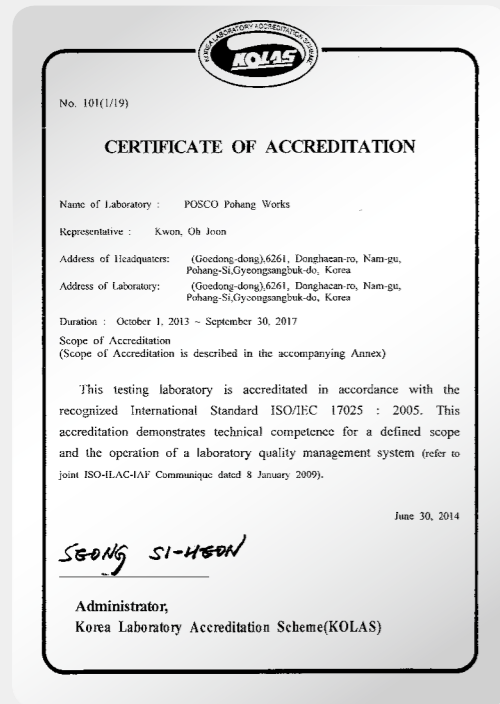 KOREA LABORATORY ACCREDITATION SCHEME
KOLAS
No. 101(1/19)
CERTIFICATE OF ACCREDITATION
Name of Laboratory : POSCO Pohang Works
Representative : Kwon, Oh Joon
Address of Headquaters: (Goedong-dong),6261, Donghaean-ro, Nam-gu,
Pohang-Si,Gyeongsangbuk-do, Korea
Address of Laboratory: (Goedong-dong),6261, Donghaean-ro, Nam-gu,
Pohang-Si,Gyeongsangbuk-do, Korea
Duration : October 1, 2013 ~ September 30, 2017
Scope of Accreditation
(Scope of Accreditation is described in the accompanying Annex)
This testing laboratory is accreditated in accordance with the
recognized International Standard ISO/IEC 17025 : 2005. This
accreditation demonstrates technical competence for a defined scope
and the operation of a laboratory quality management system (refer to
joint ISO-ILAC-IAF Communique dated 8 January 2009).
June 30, 2014
SEONG SI-HEON
Administrator,
Korea Laboratory Accreditation Scheme(KOLAS)